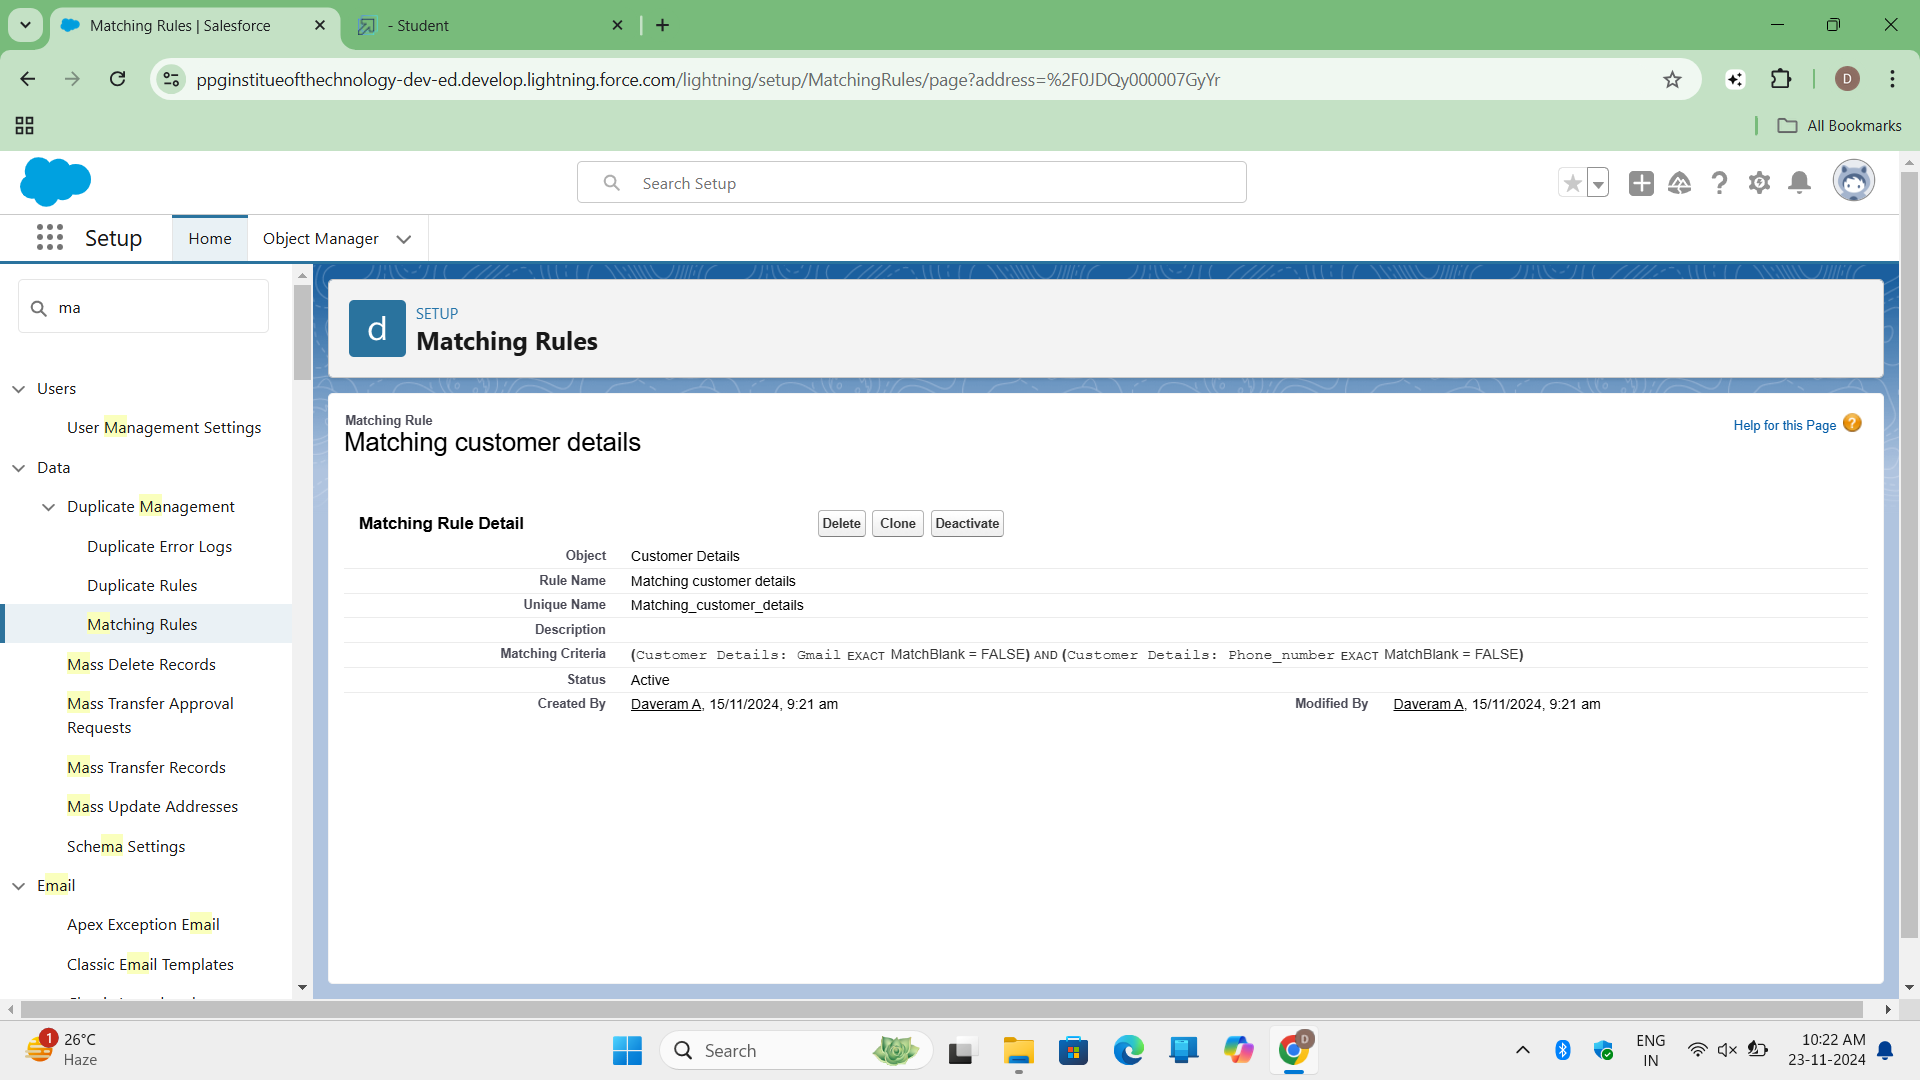 Matching Rules | Salesforce
- Student
ppginstitueofthechnology-dev-ed.develop.lightning.force.com/lightning/setup/MatchingRules/page?address=%2F0JDQy000007GyYr
D
All Bookmarks
Search Setup
Setup
Home
Object Manager
ma
Users
User Management Settings
Data
Duplicate Management
Duplicate Error Logs
Duplicate Rules
Matching Rules
Mass Delete Records
Mass Transfer Approval
Requests
Mass Transfer Records
Mass Update Addresses
Schema Settings
Email
Apex Exception Email
Classic Email Templates
d
SETUP
Matching Rules
Matching Rule
Matching customer details
Help for this Page ?
Matching Rule Detail
Delete Clone Deactivate
Object Customer Details
Rule Name Matching customer details
Unique Name Matching_customer_details
Description
Matching Criteria (Customer Details: Gmail EXACT MatchBlank = FALSE) AND (Customer Details: Phone_number EXACT MatchBlank = FALSE)
Status Active
Created By Daveram A, 15/11/2024, 9:21 am Modified By Daveram A, 15/11/2024, 9:21 am
1
26°C
Haze
Search
D
ENG
IN
10:22 AM
23-11-2024